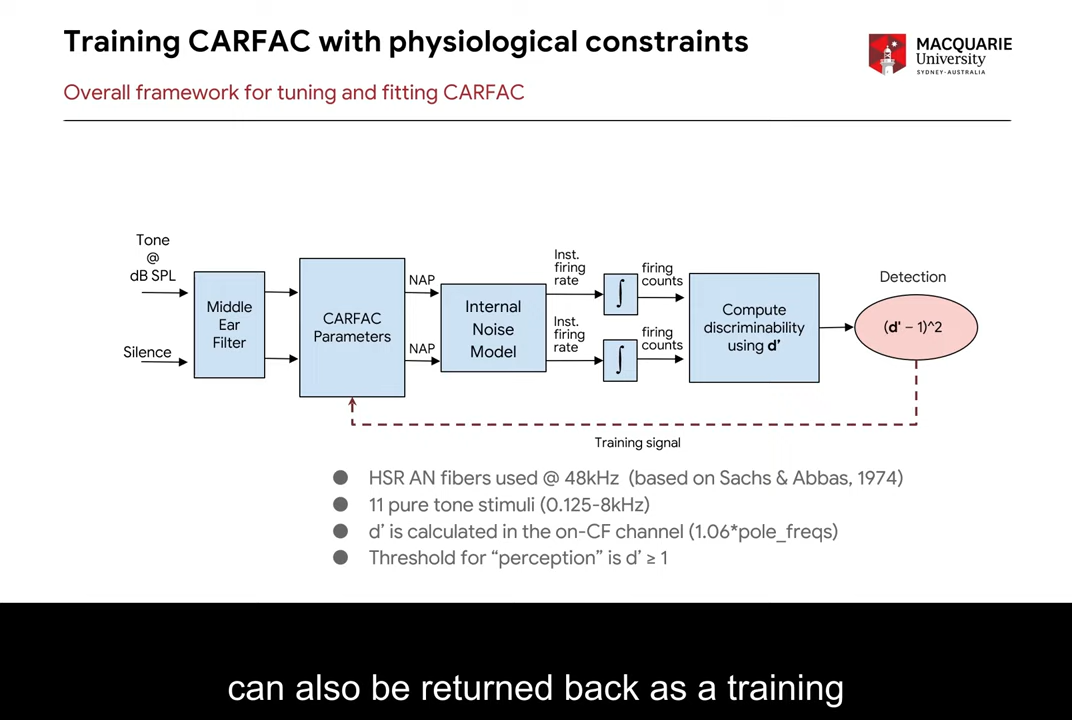 Training CARFAC with physiological constraints
MACQUARIE
University
SYDNEY·AUSTRALIA
Overall framework for tuning and fitting CARFAC
Tone
@
dB SPL
Silence
Middle
Ear
Filter
CARFAC
Parameters
NAP
NAP
Internal
Noise
Model
Inst.
firing
rate
Inst.
firing
rate
∫
∫
firing
counts
firing
counts
Compute
discriminability
using d’
Detection
(d' – 1)^2
Training signal
● HSR AN fibers used @ 48kHz (based on Sachs & Abbas, 1974)
● 11 pure tone stimuli (0.125-8kHz)
● d’ is calculated in the on-CF channel (1.06*pole_freqs)
● Threshold for “perception” is d’ ≥ 1
can also be returned back as a training